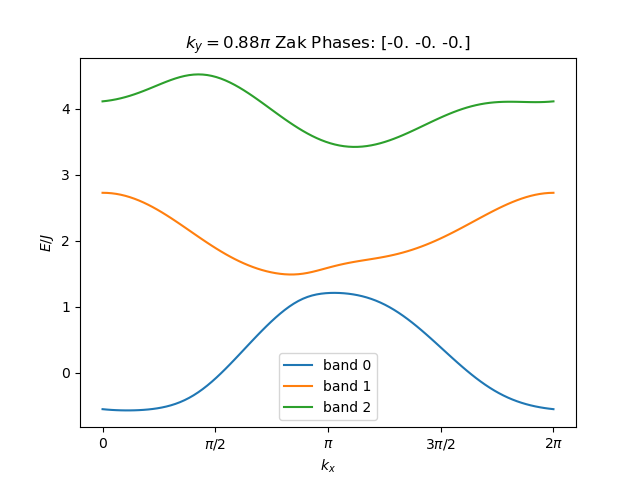 $k_y = 0.88\pi$ Zak Phases: [-0. -0. -0.]
4
3
2
1
0
E/J
band 0
band 1
band 2
0 π/2 π 3π/2 2π
$k_x$